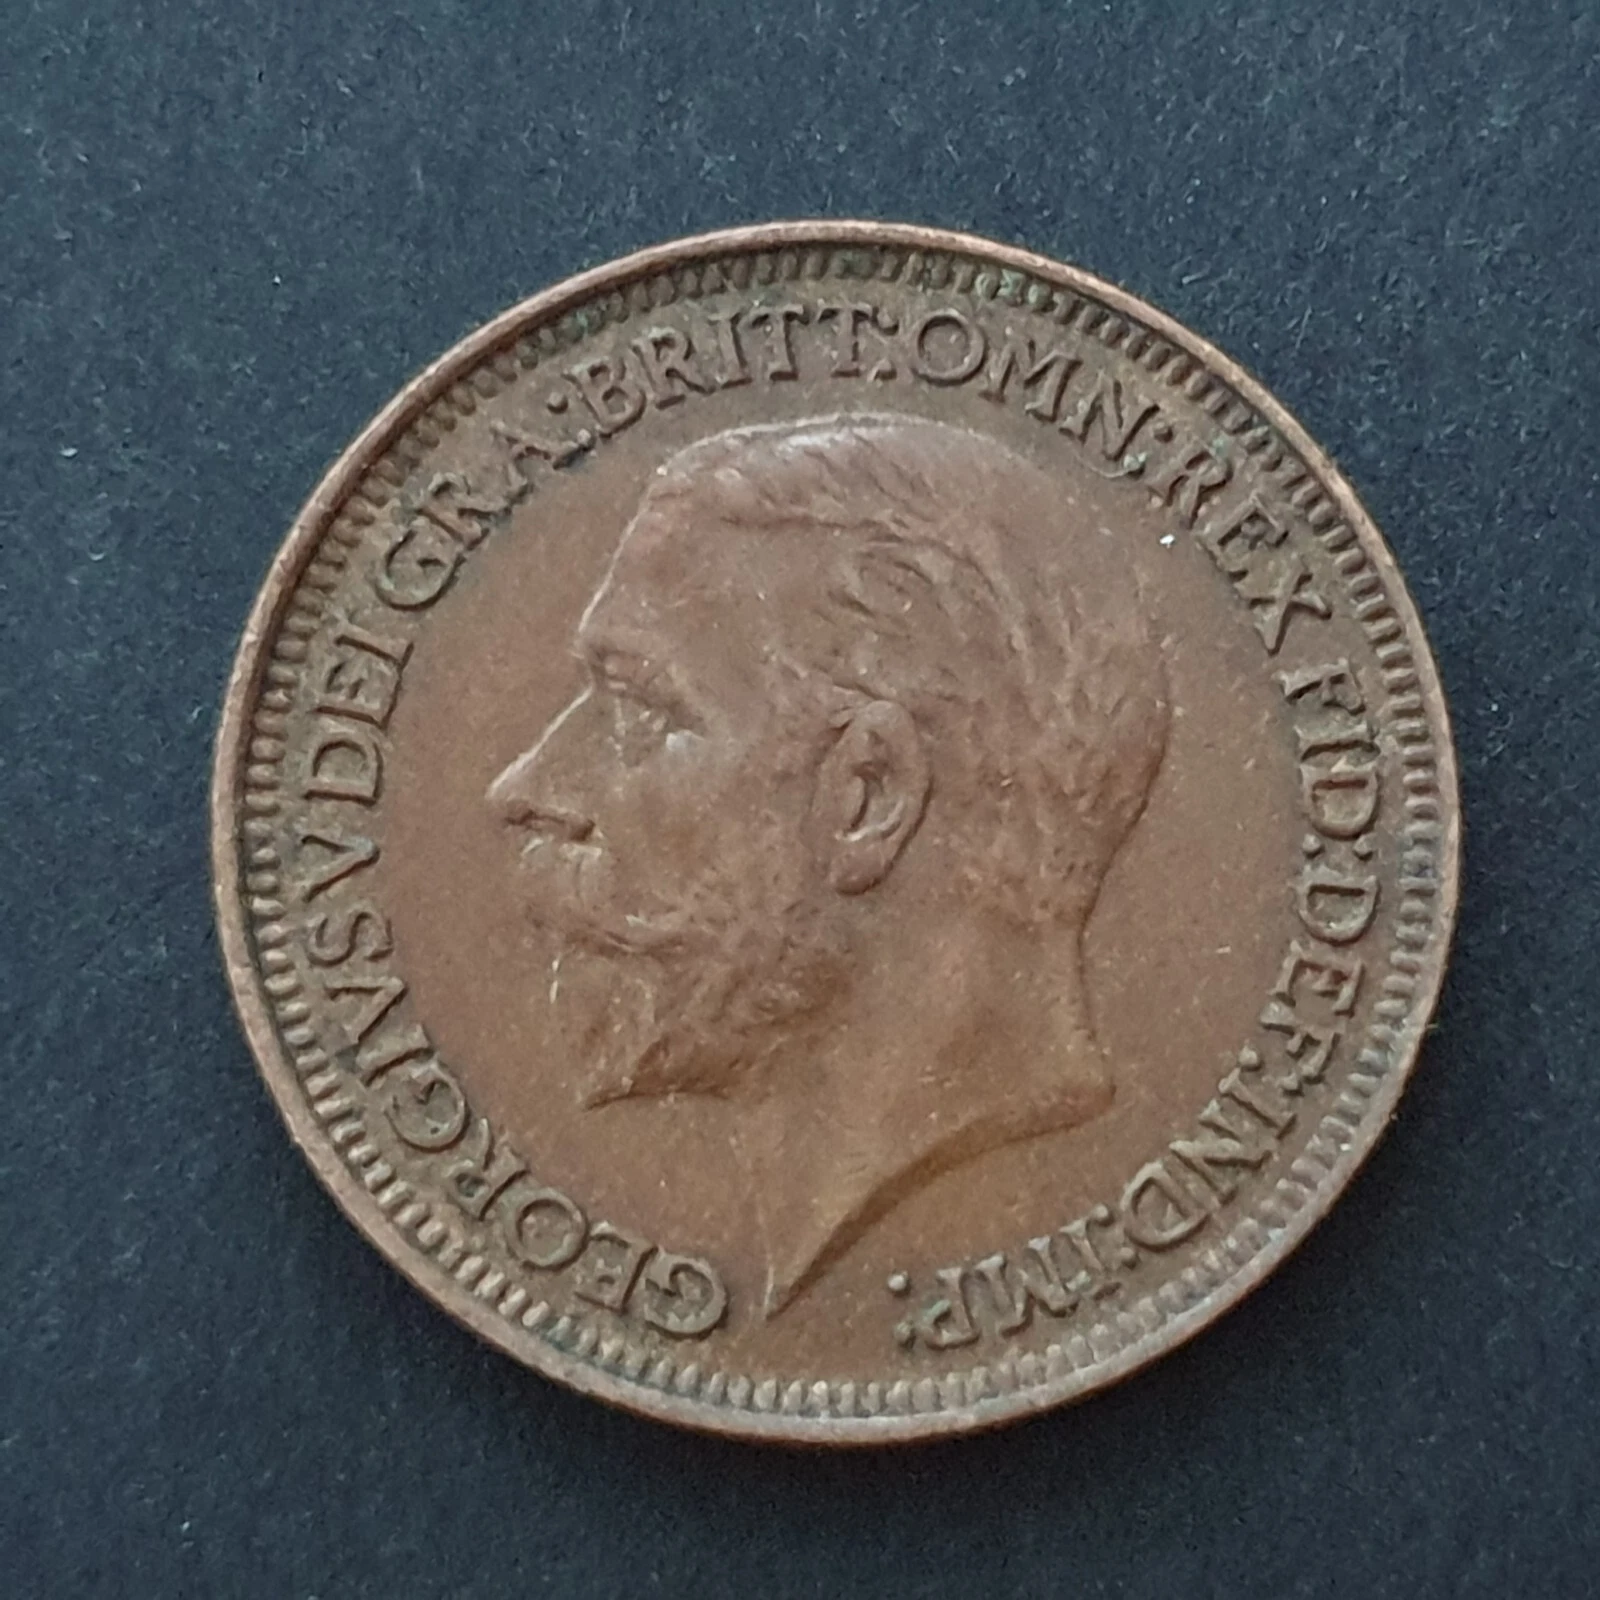 GEORGIVS V DEI GRA:BRITT:OMN:REX FID:DEF:IND:IMP: